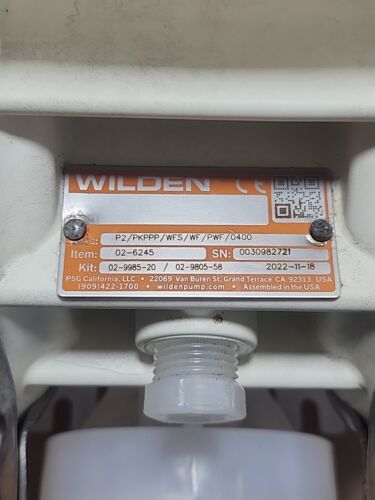 WILDEN CE
P2/PKPPP/WFS/WF/PWF/0400
Item: 02-6245 SN: 0030982721
Kit: 02-9985-20 / 02-9805-58 2022-11-18
PSG California, LLC • 22069 Van Buren St, Grand Terrace, CA 92313 USA
(909)422-1700 • wildenpump.com • Assembled in the USA